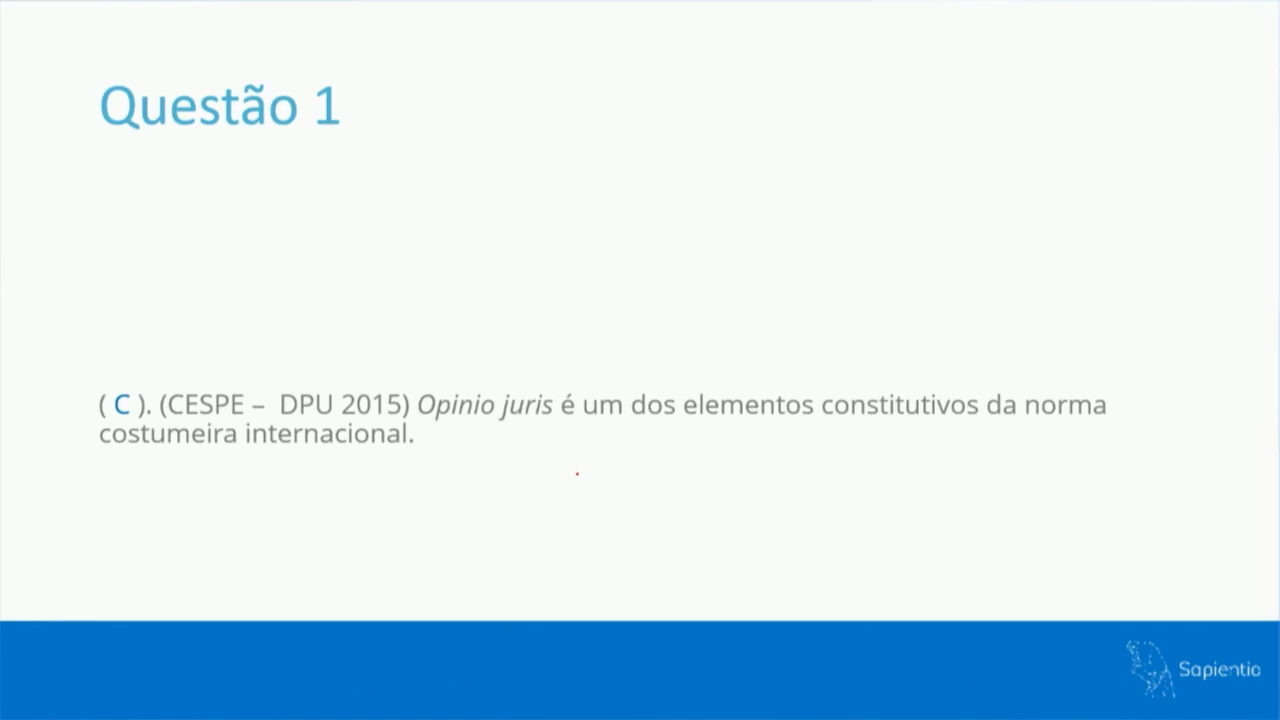 Questão 1
( C ). (CESPE – DPU 2015) Opinio juris é um dos elementos constitutivos da norma
costumeira internacional.
Sapientia